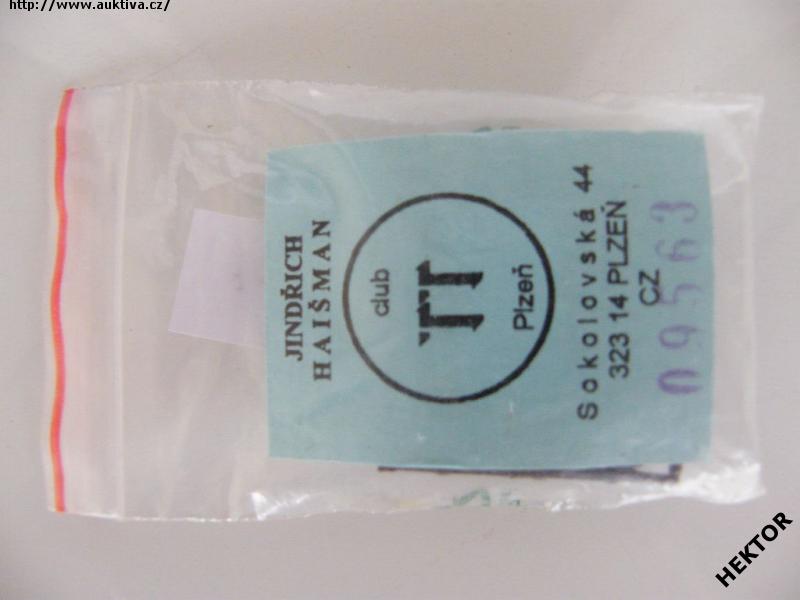 http://www.auktiva.cz/
JINDŘICH
HAIŠMAN
club
TT
Plzeň
Sokolovská 44
323 14 PLZEŇ
CZ
09563
HEKTOR